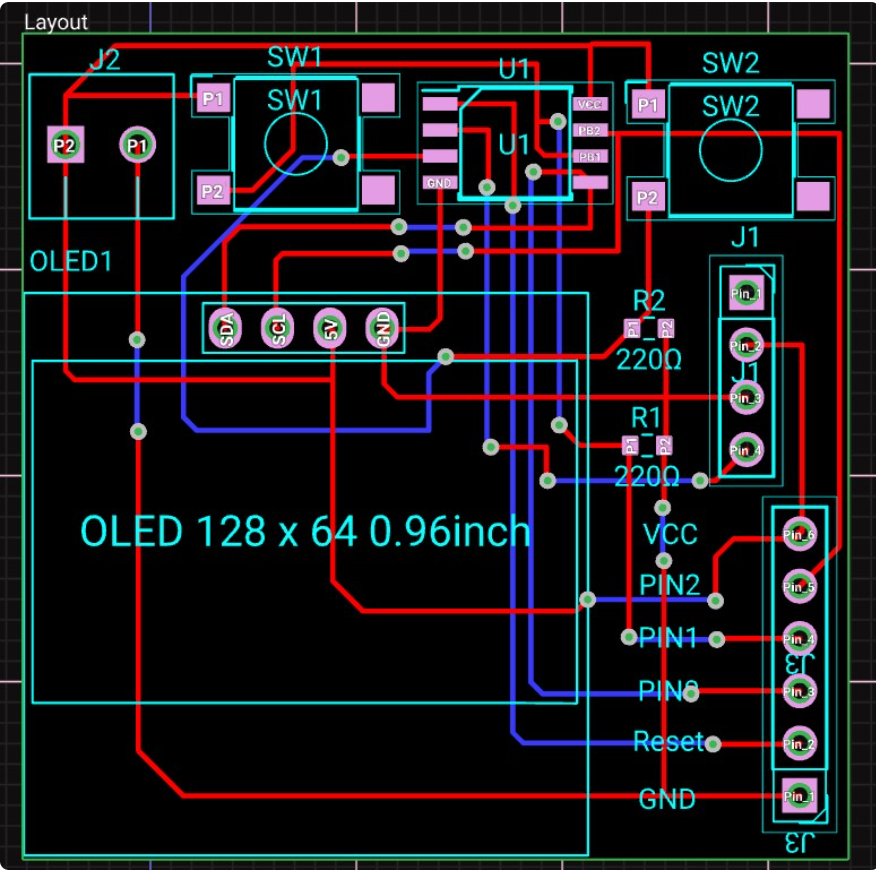 Layout
J2
SW1
U1
SW2
P1
SW1
VCC
P1
SW2
P2
P1
U1
PB2
PB1
P2
GND
P2
OLED1
J1
Pin_1
R2
SDA
SCL
5V
GND
P1
P2
Pin_2
220Ω
J1
Pin_3
R1
P1
P2
Pin_4
220Ω
OLED 128 x 64 0.96inch
VCC
Pin_6
PIN2
Pin_5
PIN1
Pin_4
J3
PIN0
Pin_3
Reset
Pin_2
GND
Pin_1
J3